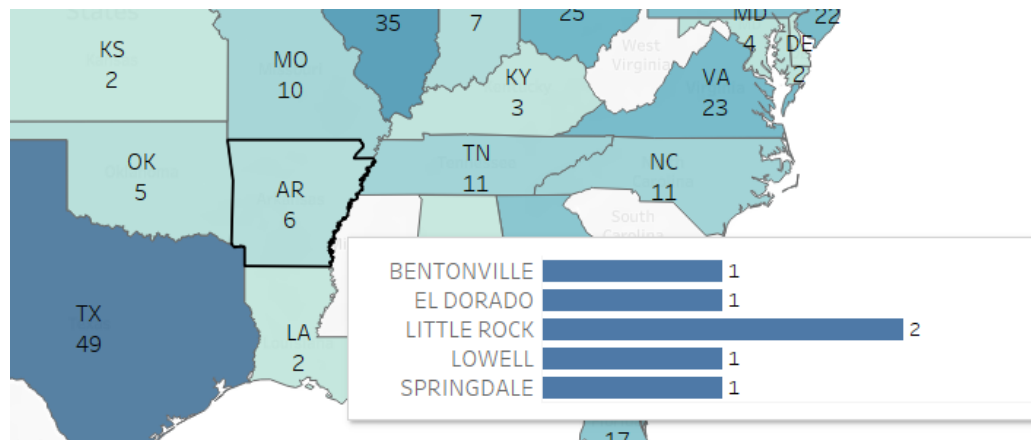 35
7
25
MD
4
22
DE
2
West
Virginia
KS
2
MO
10
KY
3
VA
23
OK
5
AR
6
TN
11
NC
11
South
Carolina
TX
49
LA
2
BENTONVILLE 1
EL DORADO 1
LITTLE ROCK 2
LOWELL 1
SPRINGDALE 1
17